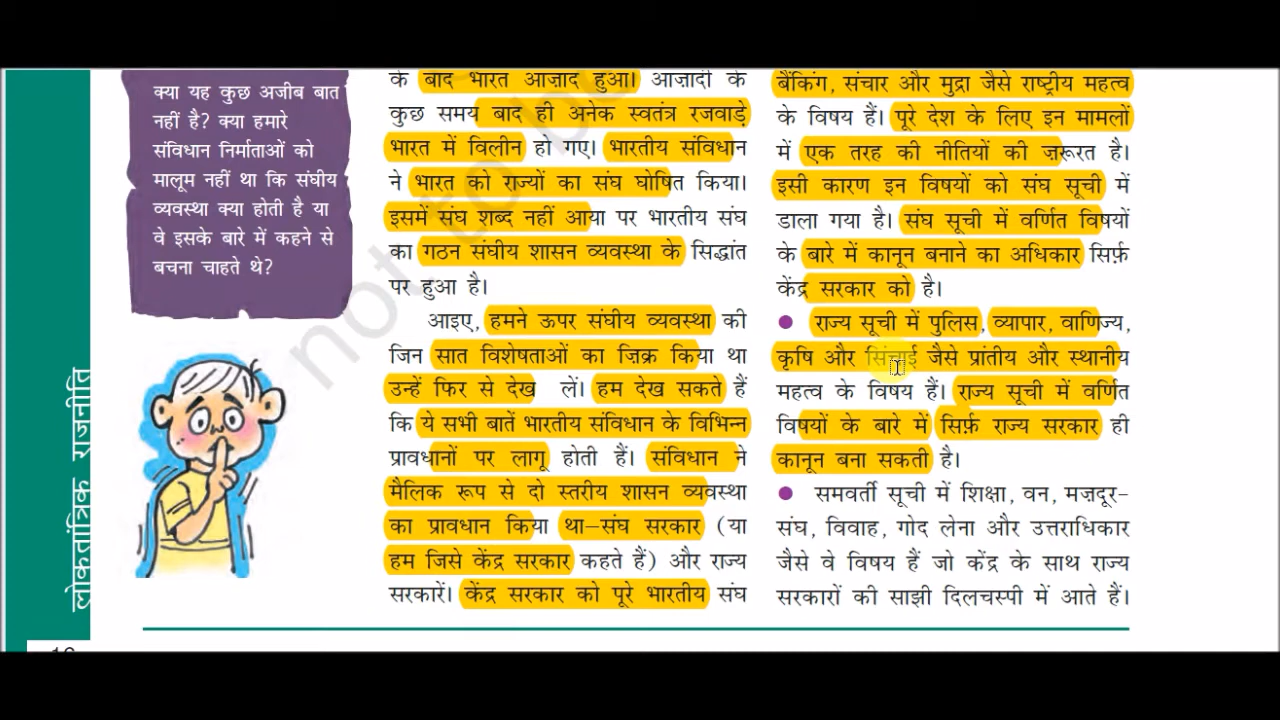 क्या यह कुछ अजीब बात
नहीं है? क्या हमारे
संविधान निर्माताओं को
मालूम नहीं था कि संघीय
व्यवस्था क्या होती है या
वे इसके बारे में कहने से
बचना चाहते थे?
लोकतांत्रिक राजनीति
के बाद भारत आज़ाद हुआ। आज़ादी के
कुछ समय बाद ही अनेक स्वतंत्र रजवाड़े
भारत में विलीन हो गए। भारतीय संविधान
ने भारत को राज्यों का संघ घोषित किया।
इसमें संघ शब्द नहीं आया पर भारतीय संघ
का गठन संघीय शासन व्यवस्था के सिद्धांत
पर हुआ है।
आइए, हमने ऊपर संघीय व्यवस्था की
जिन सात विशेषताओं का ज़िक्र किया था
उन्हें फिर से देख लें। हम देख सकते हैं
कि ये सभी बातें भारतीय संविधान के विभिन्न
प्रावधानों पर लागू होती हैं। संविधान ने
मैलिक रूप से दो स्तरीय शासन व्यवस्था
का प्रावधान किया था–संघ सरकार (या
हम जिसे केंद्र सरकार कहते हैं) और राज्य
सरकारें। केंद्र सरकार को पूरे भारतीय संघ
बैंकिंग, संचार और मुद्रा जैसे राष्ट्रीय महत्व
के विषय हैं। पूरे देश के लिए इन मामलों
में एक तरह की नीतियों की ज़रूरत है।
इसी कारण इन विषयों को संघ सूची में
डाला गया है। संघ सूची में वर्णित विषयों
के बारे में कानून बनाने का अधिकार सिर्फ़
केंद्र सरकार को है।
● राज्य सूची में पुलिस, व्यापार, वाणिज्य,
कृषि और सिंचाई जैसे प्रांतीय और स्थानीय
महत्व के विषय हैं। राज्य सूची में वर्णित
विषयों के बारे में सिर्फ़ राज्य सरकार ही
कानून बना सकती है।
● समवर्ती सूची में शिक्षा, वन, मज़दूर–
संघ, विवाह, गोद लेना और उत्तराधिकार
जैसे वे विषय हैं जो केंद्र के साथ राज्य
सरकारों की साझी दिलचस्पी में आते हैं।
not to be